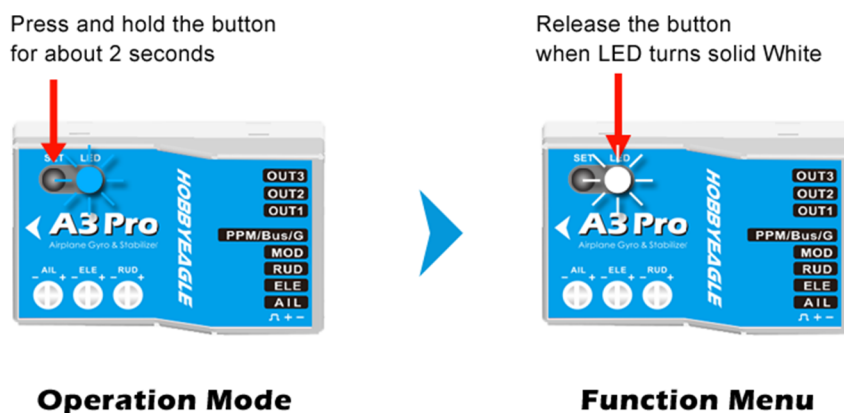 Press and hold the button
for about 2 seconds
SET LED
OUT3
OUT2
OUT1
A3 Pro
Airplane Gyro & Stabilizer
HOBBYEAGLE
PPM/Bus/G
MOD
RUD
ELE
AIL
- AIL + - ELE + - RUD +
⎍ + -
Operation Mode
Release the button
when LED turns solid White
SET LED
OUT3
OUT2
OUT1
A3 Pro
Airplane Gyro & Stabilizer
HOBBYEAGLE
PPM/Bus/G
MOD
RUD
ELE
AIL
- AIL + - ELE + - RUD +
⎍ + -
Function Menu